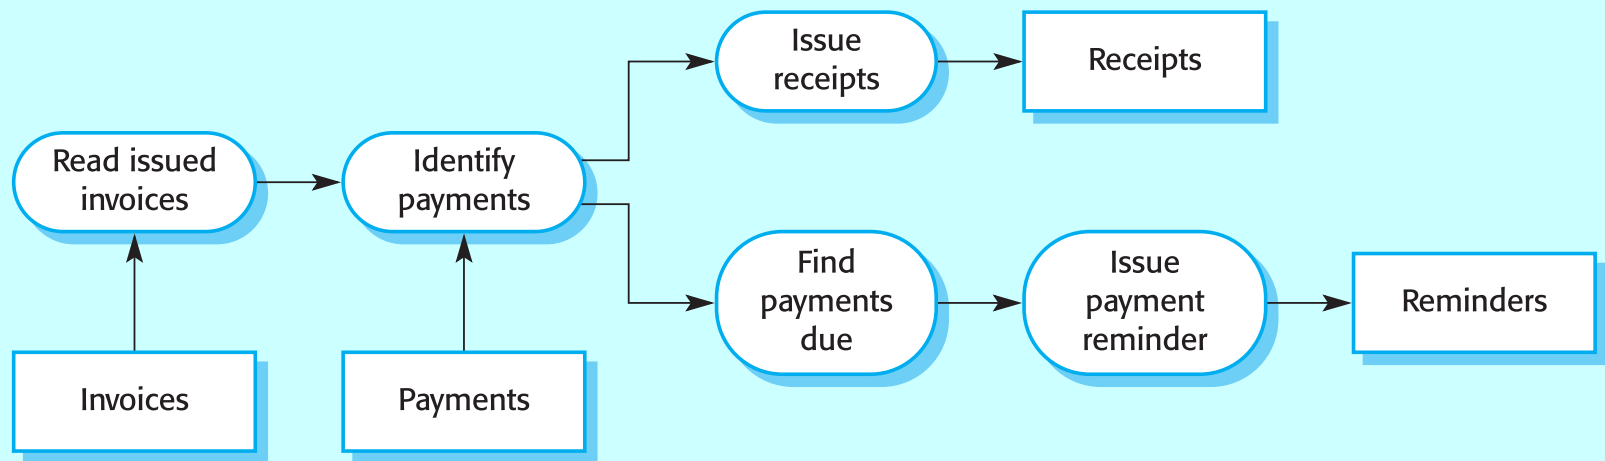 Issue
receipts
Receipts
Read issued
invoices
Identify
payments
Find
payments
due
Issue
payment
reminder
Reminders
Invoices
Payments